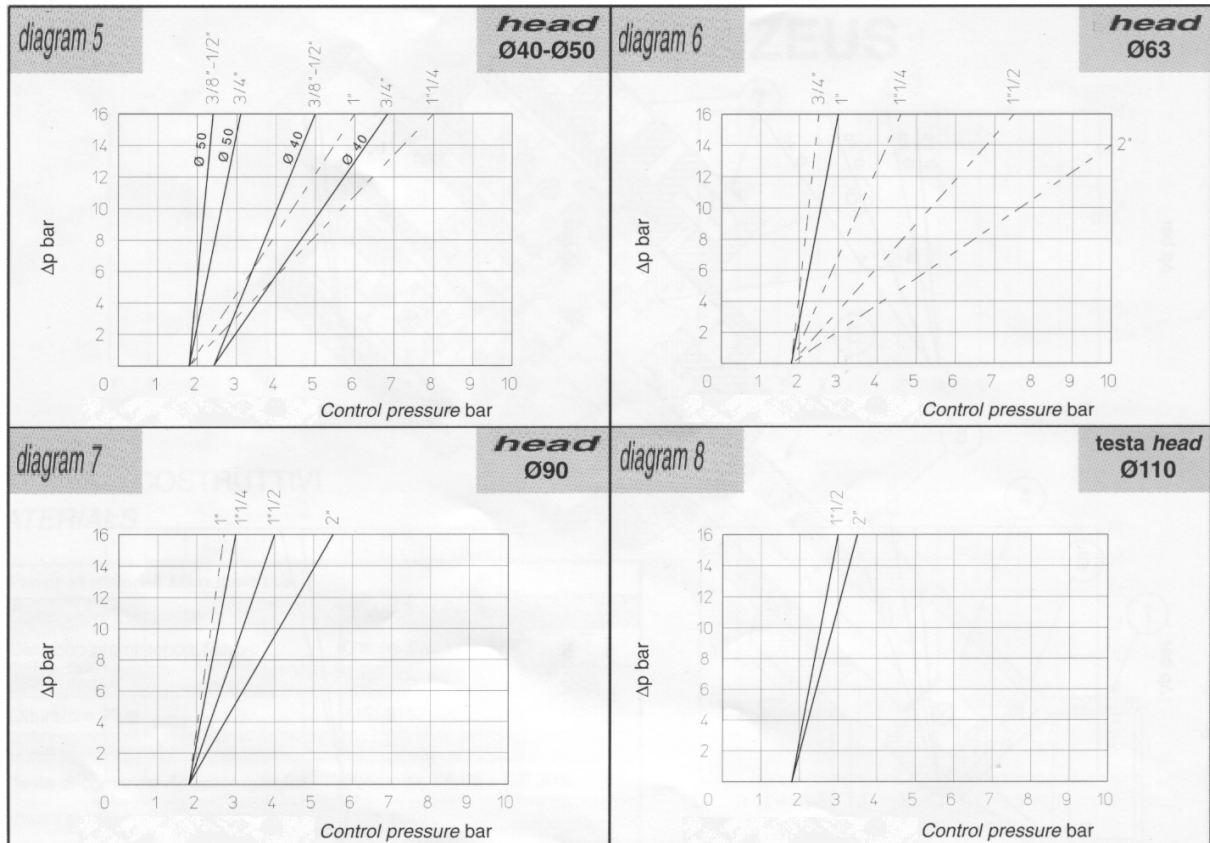 diagram 5
head
Ø40-Ø50
3/8"-1/2"
3/4"
3/8"-1/2"
1"
3/4"
1"1/4
Ø 50
Ø 50
Ø 40
Ø 40
16
14
12
10
8
6
4
2
Δp bar
0 1 2 3 4 5 6 7 8 9 10
Control pressure bar
diagram 6
ZEUS
head
Ø63
3/4"
1"
1"1/4
1"1/2
2"
16
14
12
10
8
6
4
2
Δp bar
0 1 2 3 4 5 6 7 8 9 10
Control pressure bar
diagram 7
head
Ø90
COSTRUTTIVI
ATERIALS
1"
1"1/4
1"1/2
2"
16
14
12
10
8
6
4
2
Δp bar
0 1 2 3 4 5 6 7 8 9 10
Control pressure bar
diagram 8
testa head
Ø110
1"1/2
2"
16
14
12
10
8
6
4
2
Δp bar
0 1 2 3 4 5 6 7 8 9 10
Control pressure bar